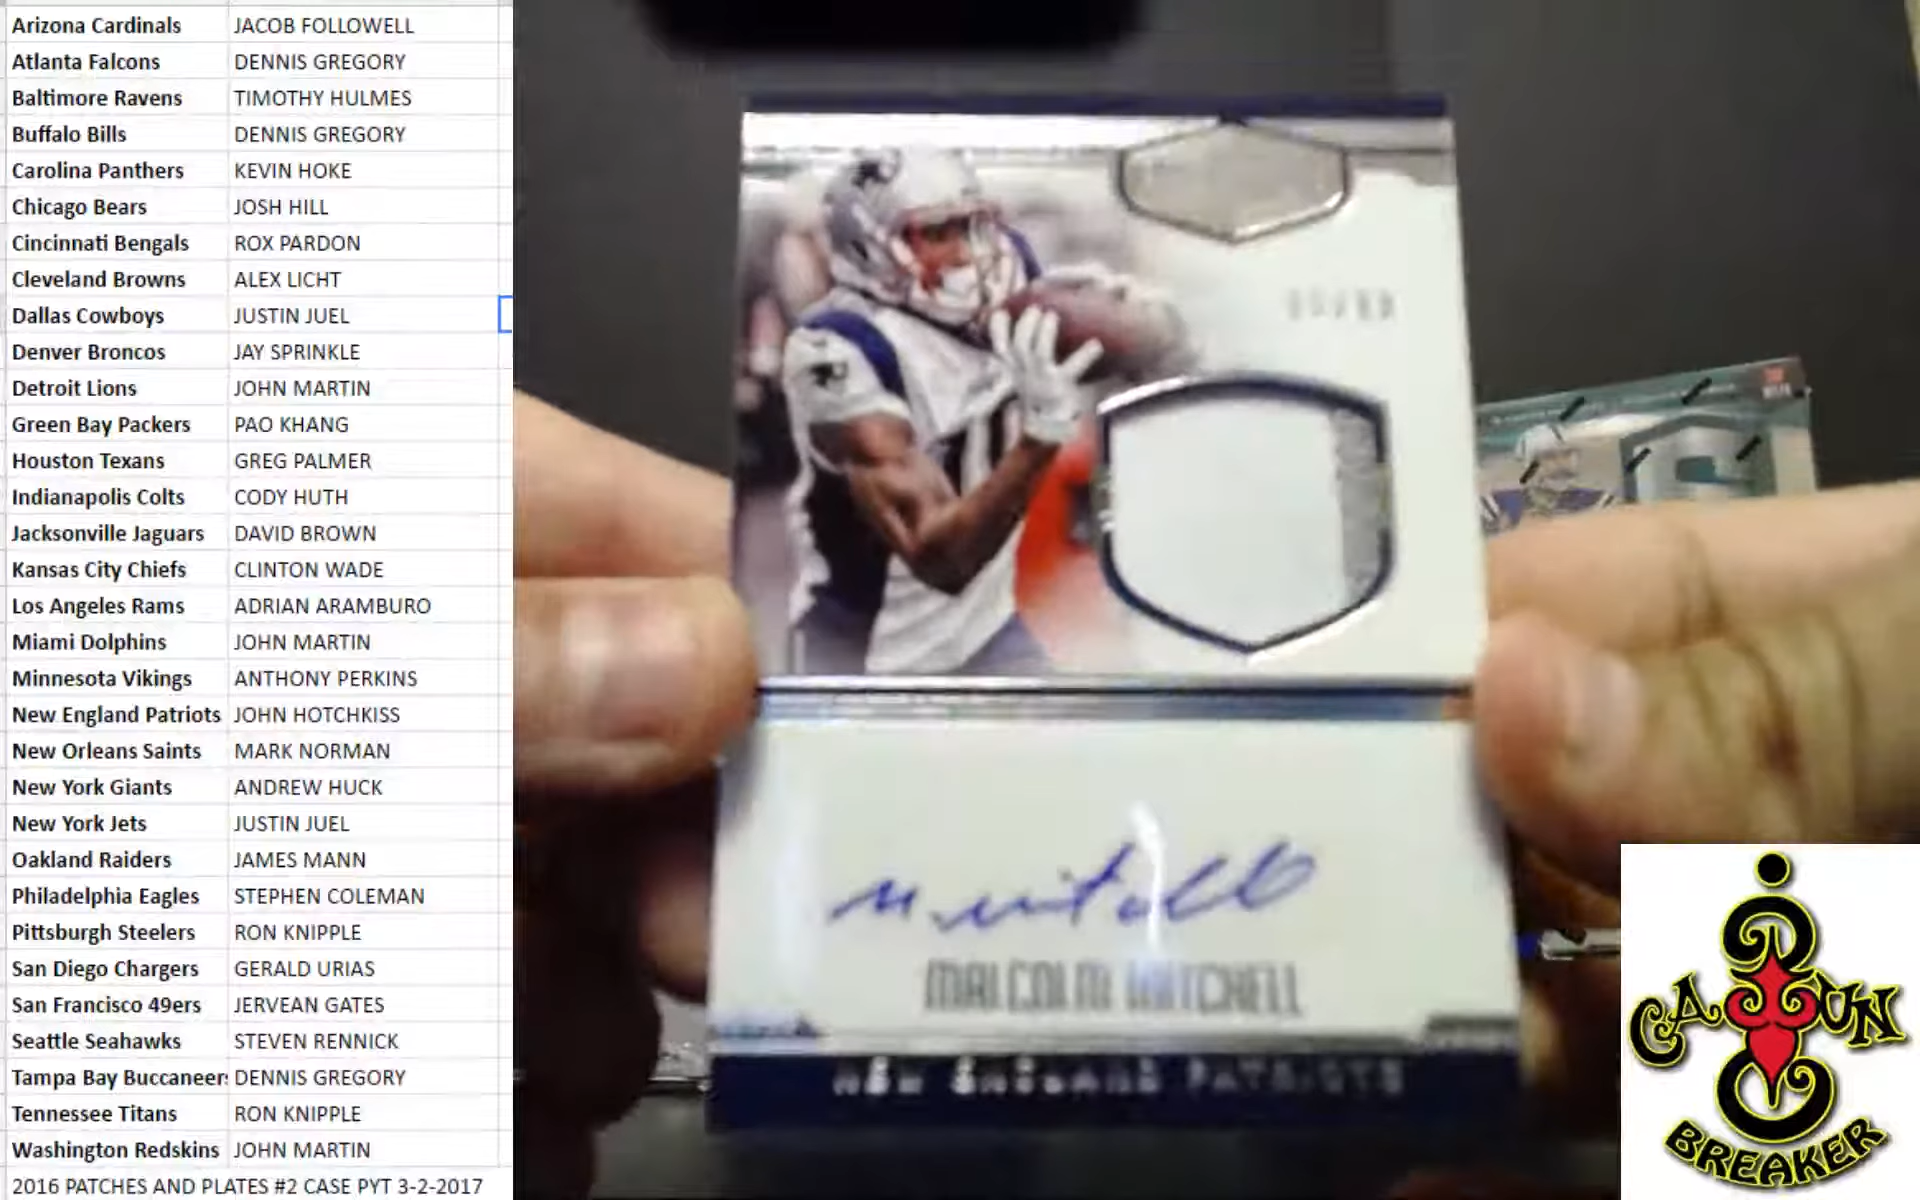 Arizona Cardinals JACOB FOLLOWELL
Atlanta Falcons DENNIS GREGORY
Baltimore Ravens TIMOTHY HULMES
Buffalo Bills DENNIS GREGORY
Carolina Panthers KEVIN HOKE
Chicago Bears JOSH HILL
Cincinnati Bengals ROX PARDON
Cleveland Browns ALEX LICHT
Dallas Cowboys JUSTIN JUEL
Denver Broncos JAY SPRINKLE
Detroit Lions JOHN MARTIN
Green Bay Packers PAO KHANG
Houston Texans GREG PALMER
Indianapolis Colts CODY HUTH
Jacksonville Jaguars DAVID BROWN
Kansas City Chiefs CLINTON WADE
Los Angeles Rams ADRIAN ARAMBURO
Miami Dolphins JOHN MARTIN
Minnesota Vikings ANTHONY PERKINS
New England Patriots JOHN HOTCHKISS
New Orleans Saints MARK NORMAN
New York Giants ANDREW HUCK
New York Jets JUSTIN JUEL
Oakland Raiders JAMES MANN
Philadelphia Eagles STEPHEN COLEMAN
Pittsburgh Steelers RON KNIPPLE
San Diego Chargers GERALD URIAS
San Francisco 49ers JERVEAN GATES
Seattle Seahawks STEVEN RENNICK
Tampa Bay Buccaneer DENNIS GREGORY
Tennessee Titans RON KNIPPLE
Washington Redskins JOHN MARTIN
2016 PATCHES AND PLATES #2 CASE PYT 3-2-2017
M. Mitchell
MALCOLM MITCHELL
NEW ENGLAND PATRIOTS
CAJUN
BREAKER